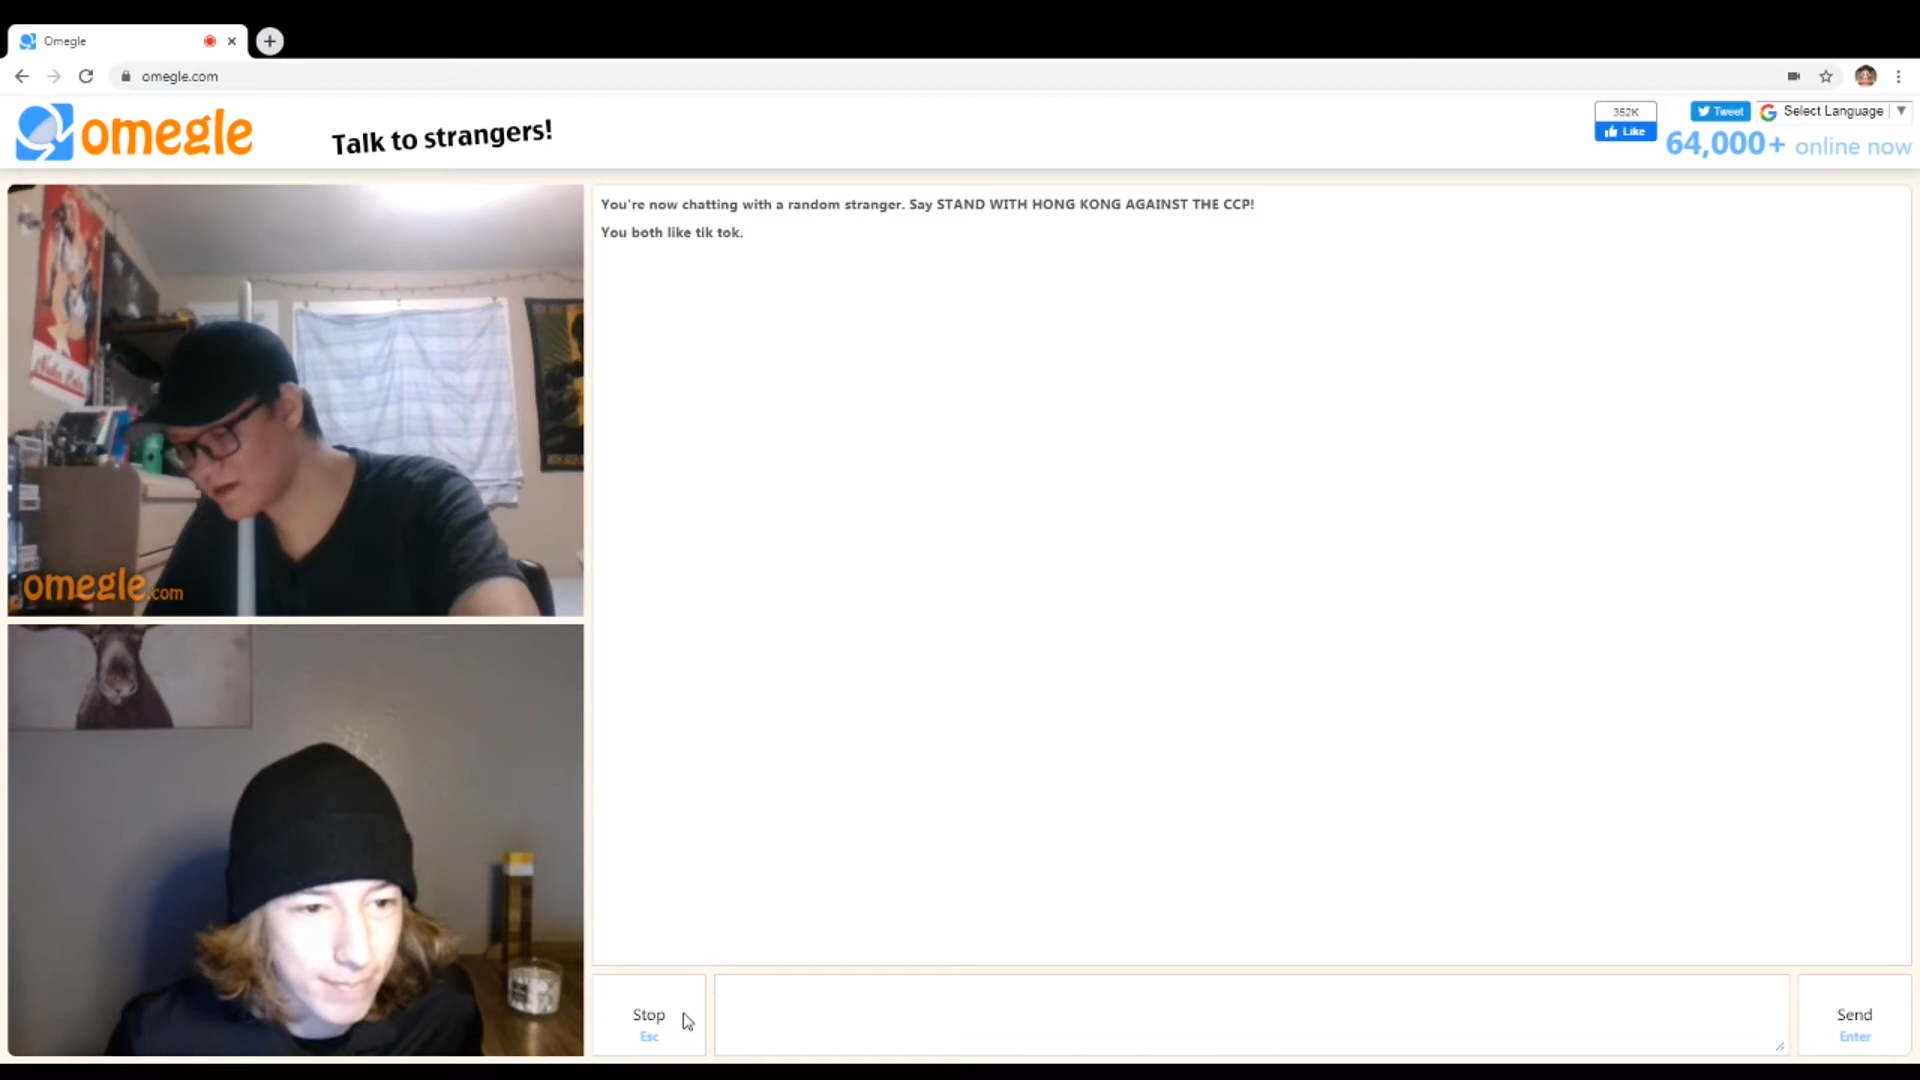 Omegle
omegle.com
omegle
Talk to strangers!
352K
Like
Tweet
Select Language
64,000+ online now
Nuka Cola
omegle.com
You're now chatting with a random stranger. Say STAND WITH HONG KONG AGAINST THE CCP!
You both like tik tok.
Stop
Esc
Send
Enter